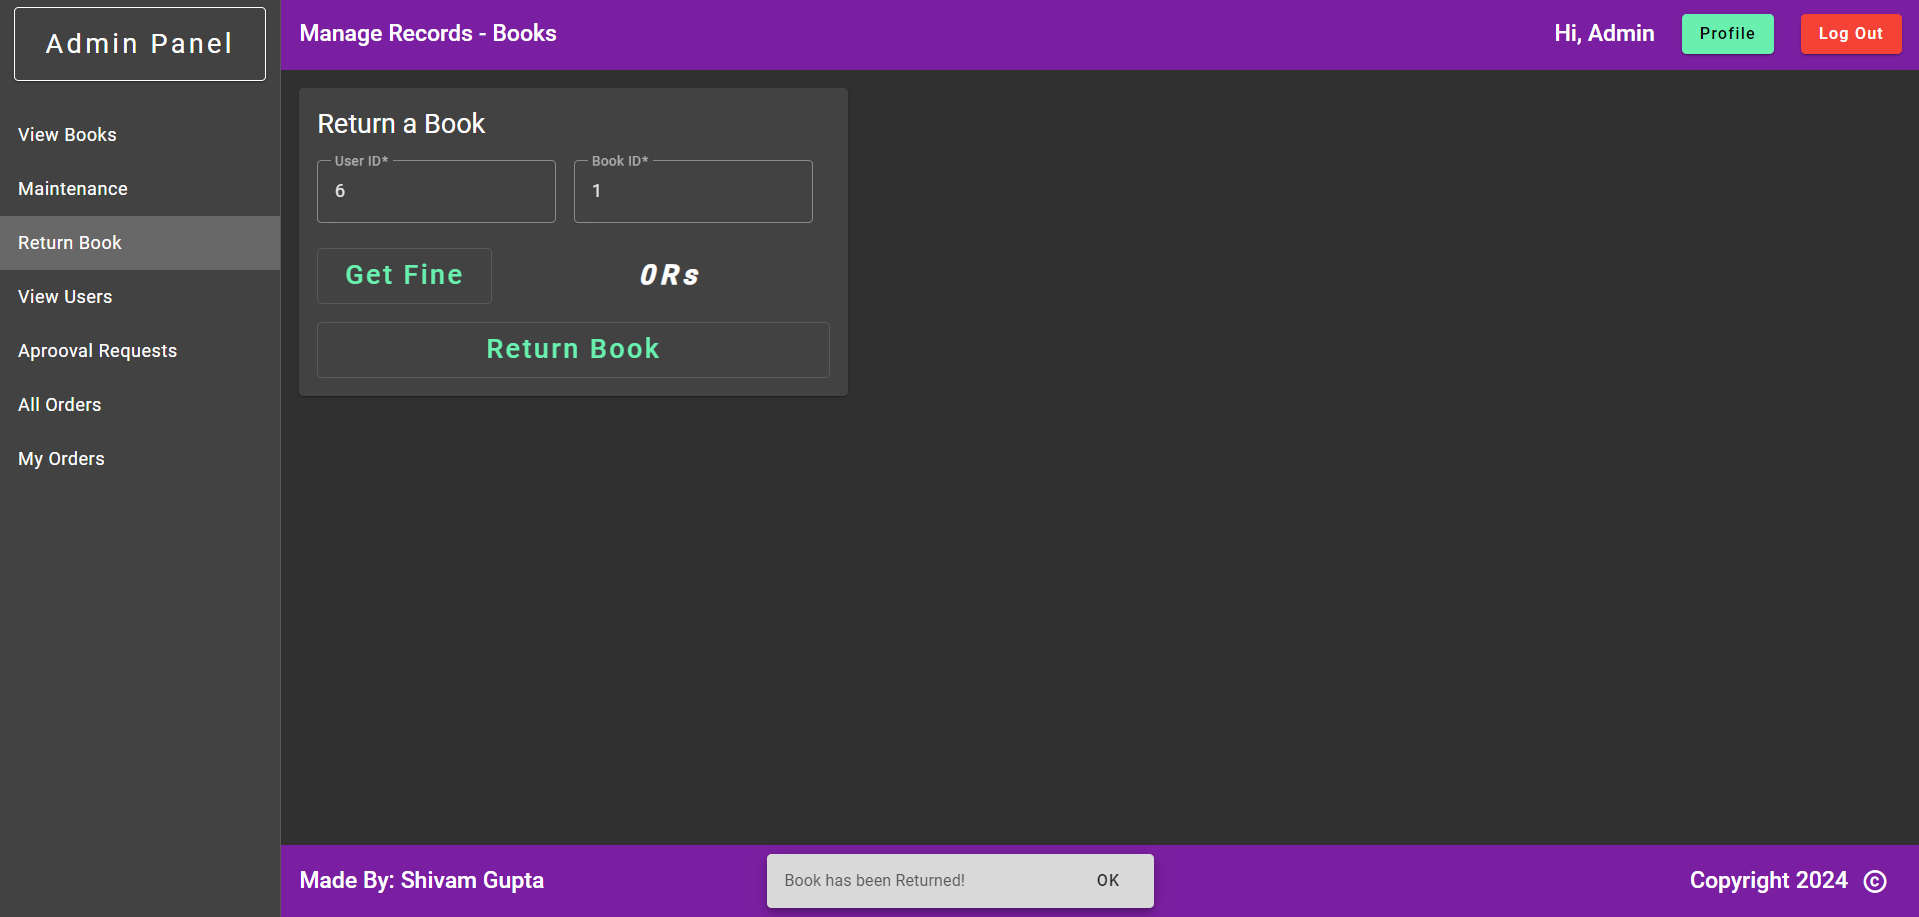 Admin Panel
View Books
Maintenance
Return Book
View Users
Aprooval Requests
All Orders
My Orders
Manage Records - Books
Hi, Admin
Profile
Log Out
Return a Book
User ID*
6
Book ID*
1
Get Fine
0Rs
Return Book
Made By: Shivam Gupta
Book has been Returned!
OK
Copyright 2024 ©